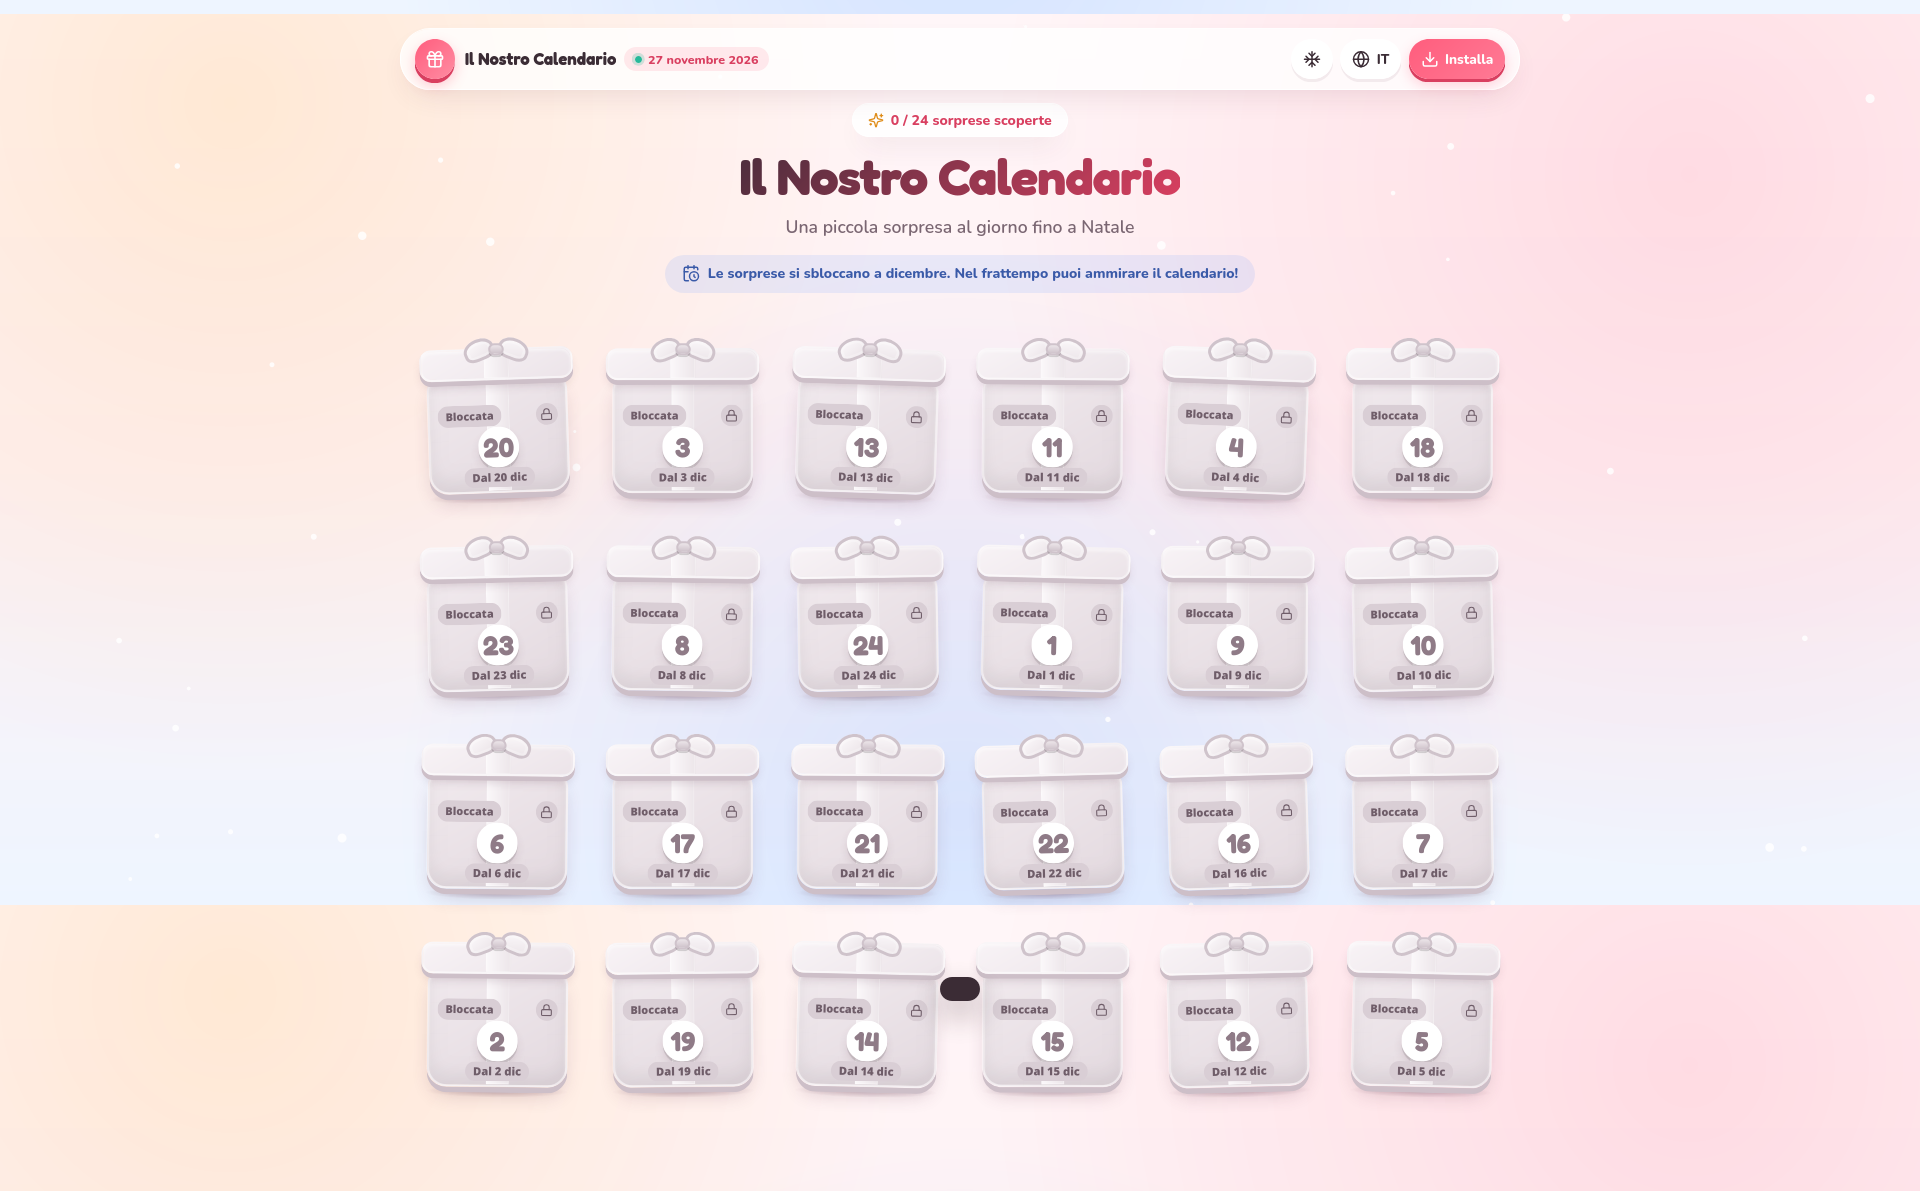 Il Nostro Calendario
27 novembre 2026
IT
Installa
0 / 24 sorprese scoperte
Il Nostro Calendario
Una piccola sorpresa al giorno fino a Natale
Le sorprese si sbloccano a dicembre. Nel frattempo puoi ammirare il calendario!
Bloccata
20
Dal 20 dic
Bloccata
3
Dal 3 dic
Bloccata
13
Dal 13 dic
Bloccata
11
Dal 11 dic
Bloccata
4
Dal 4 dic
Bloccata
18
Dal 18 dic
Bloccata
23
Dal 23 dic
Bloccata
8
Dal 8 dic
Bloccata
24
Dal 24 dic
Bloccata
1
Dal 1 dic
Bloccata
9
Dal 9 dic
Bloccata
10
Dal 10 dic
Bloccata
6
Dal 6 dic
Bloccata
17
Dal 17 dic
Bloccata
21
Dal 21 dic
Bloccata
22
Dal 22 dic
Bloccata
16
Dal 16 dic
Bloccata
7
Dal 7 dic
Bloccata
2
Dal 2 dic
Bloccata
19
Dal 19 dic
Bloccata
14
Dal 14 dic
Bloccata
15
Dal 15 dic
Bloccata
12
Dal 12 dic
Bloccata
5
Dal 5 dic